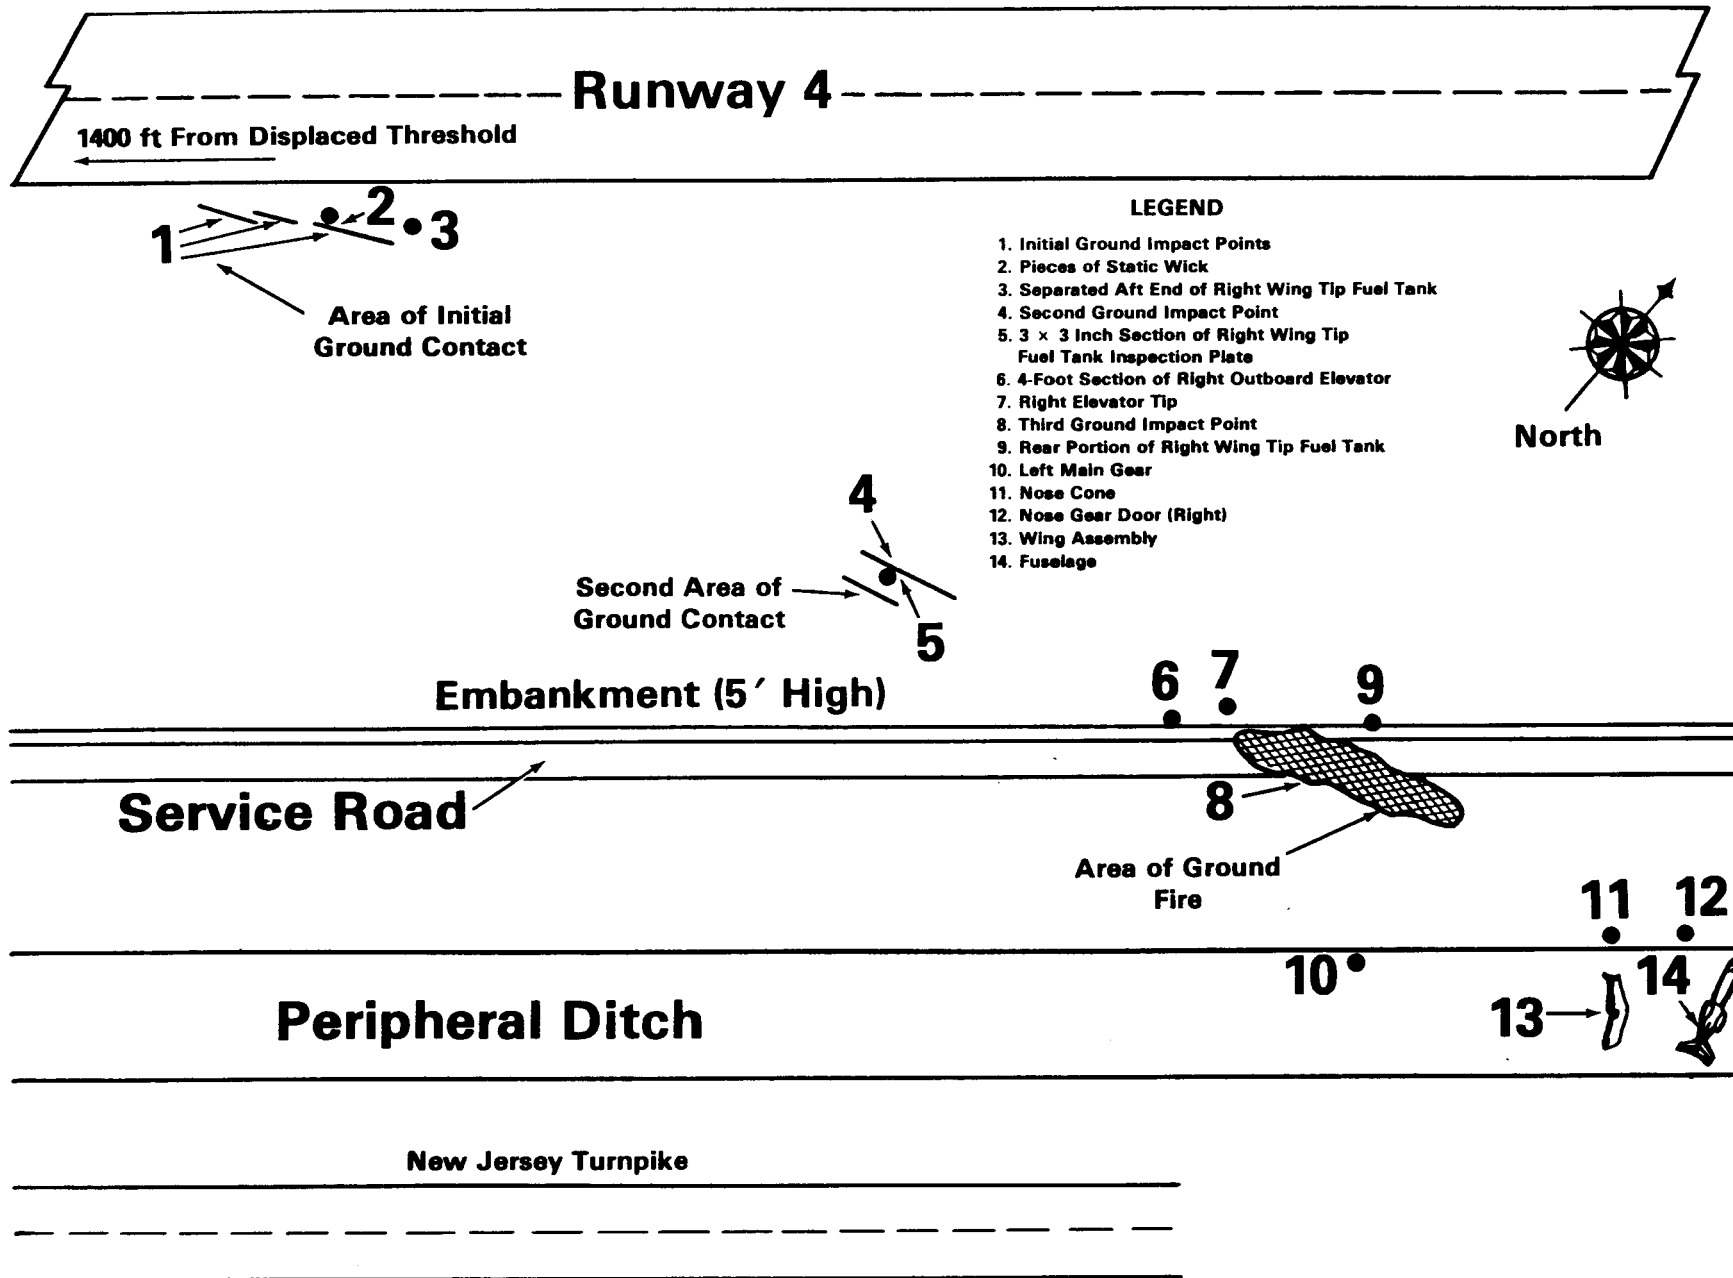 Runway 4
1400 ft From Displaced Threshold
1
2
3
Area of Initial
Ground Contact
LEGEND
1. Initial Ground Impact Points
2. Pieces of Static Wick
3. Separated Aft End of Right Wing Tip Fuel Tank
4. Second Ground Impact Point
5. 3 × 3 Inch Section of Right Wing Tip
Fuel Tank Inspection Plate
6. 4-Foot Section of Right Outboard Elevator
7. Right Elevator Tip
8. Third Ground Impact Point
9. Rear Portion of Right Wing Tip Fuel Tank
10. Left Main Gear
11. Nose Cone
12. Nose Gear Door (Right)
13. Wing Assembly
14. Fuselage
North
4
Second Area of
Ground Contact
5
Embankment (5′ High)
6
7
9
Service Road
8
Area of Ground
Fire
11
12
10
14
13
Peripheral Ditch
New Jersey Turnpike